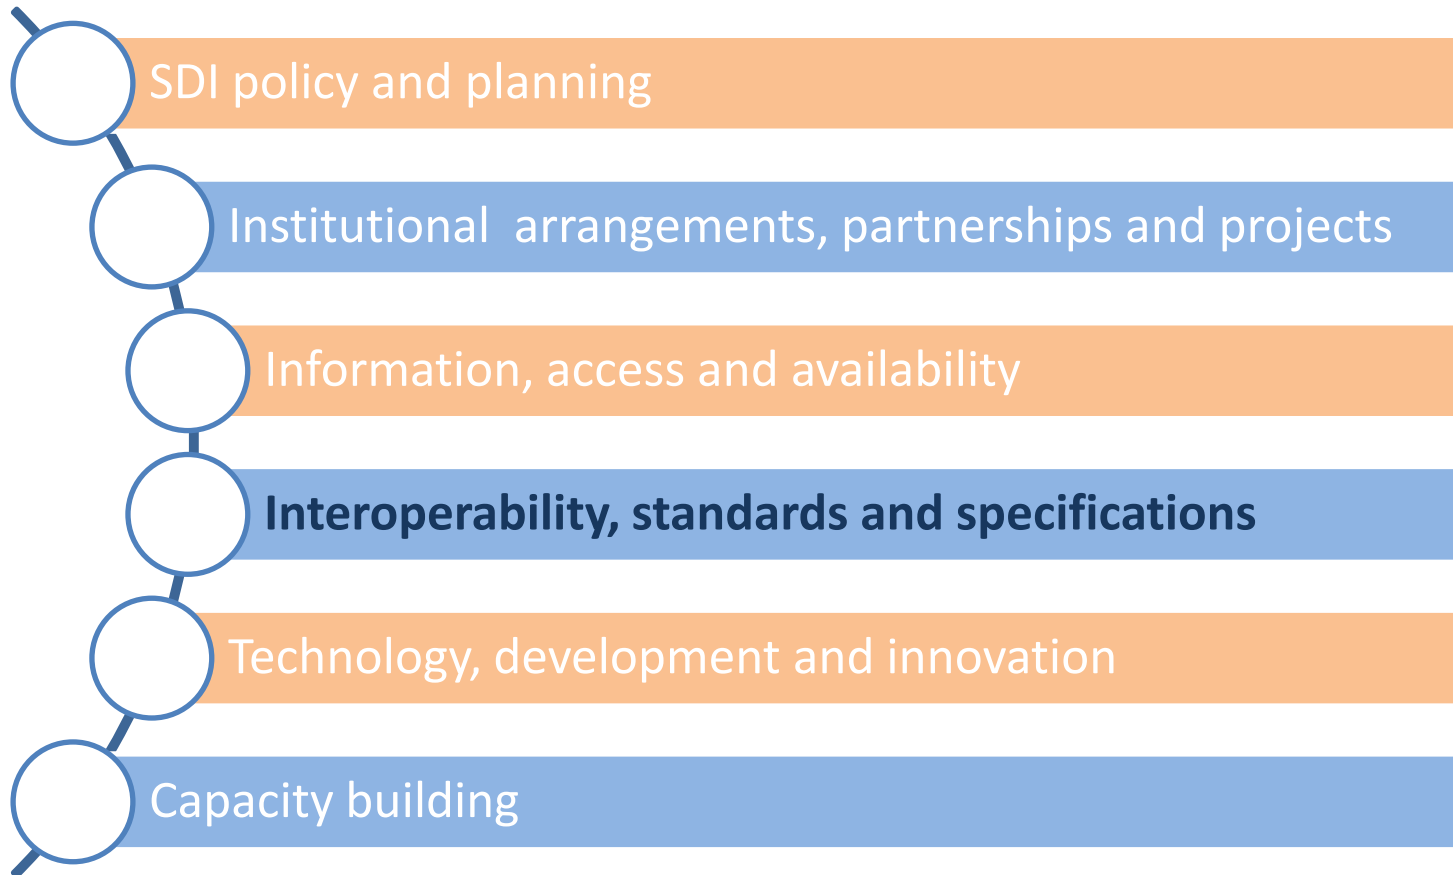 SDI policy and planning
Institutional  arrangements, partnerships and projects
Information, access and availability
Interoperability, standards and specifications
Technology, development and innovation
Capacity building